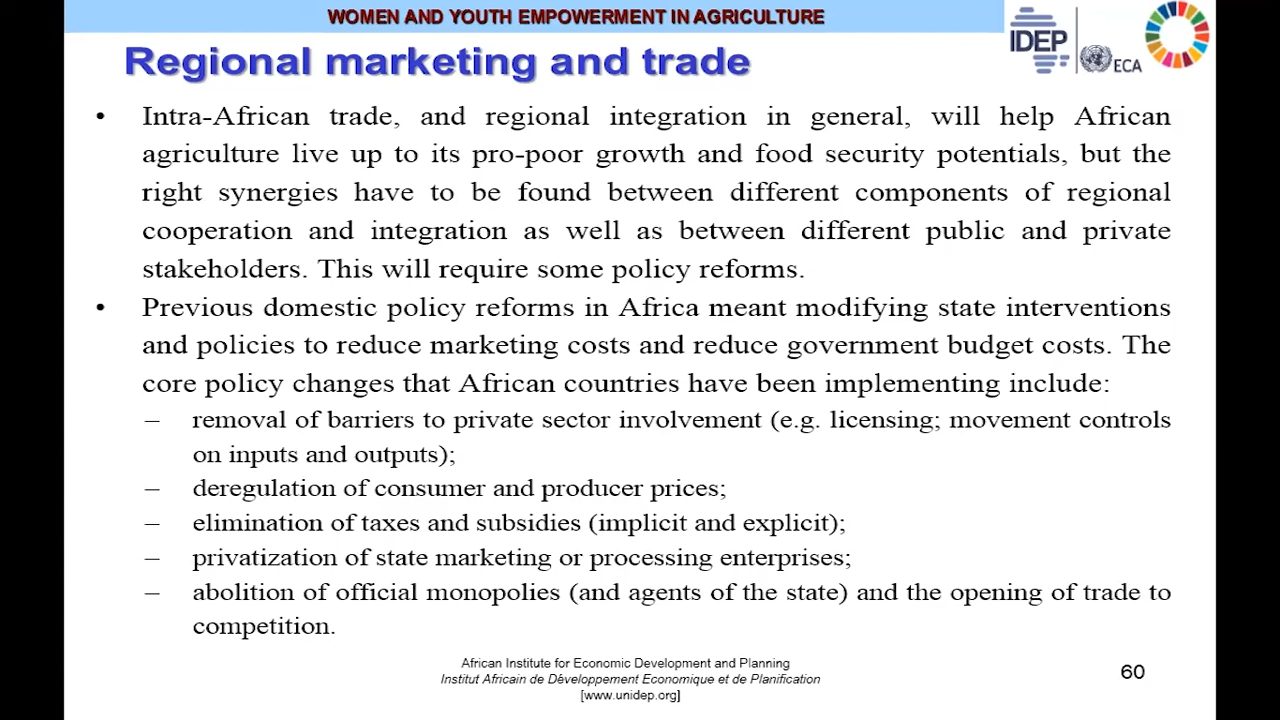 WOMEN AND YOUTH EMPOWERMENT IN AGRICULTURE
IDEP
ECA
Regional marketing and trade
• Intra-African trade, and regional integration in general, will help African
agriculture live up to its pro-poor growth and food security potentials, but the
right synergies have to be found between different components of regional
cooperation and integration as well as between different public and private
stakeholders. This will require some policy reforms.
• Previous domestic policy reforms in Africa meant modifying state interventions
and policies to reduce marketing costs and reduce government budget costs. The
core policy changes that African countries have been implementing include:
– removal of barriers to private sector involvement (e.g. licensing; movement controls
on inputs and outputs);
– deregulation of consumer and producer prices;
– elimination of taxes and subsidies (implicit and explicit);
– privatization of state marketing or processing enterprises;
– abolition of official monopolies (and agents of the state) and the opening of trade to
competition.
African Institute for Economic Development and Planning
Institut Africain de Développement Economique et de Planification
[www.unidep.org]
60